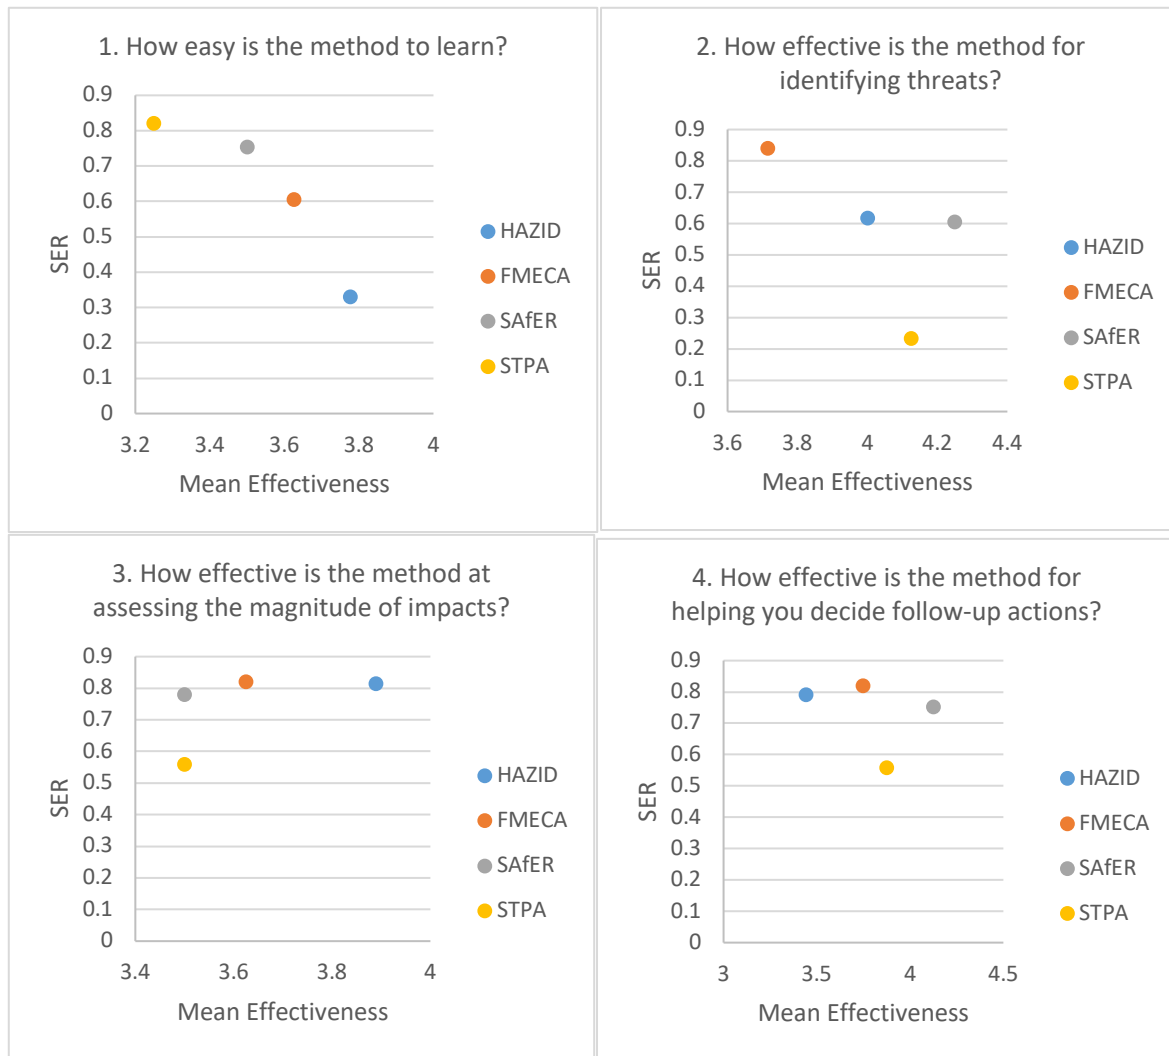 1. How easy is the method to learn?
0.9
0.8
0.7
0.6
0.5
0.4
0.3
0.2
0.1
0
SER
3.2
3.4
3.6
3.8
4
Mean Effectiveness
HAZID
FMECA
SAfER
STPA
2. How effective is the method for
identifying threats?
0.9
0.8
0.7
0.6
0.5
0.4
0.3
0.2
0.1
0
SER
3.6
3.8
4
4.2
4.4
Mean Effectiveness
HAZID
FMECA
SAfER
STPA
3. How effective is the method at
assessing the magnitude of impacts?
0.9
0.8
0.7
0.6
0.5
0.4
0.3
0.2
0.1
0
SER
3.4
3.6
3.8
4
Mean Effectiveness
HAZID
FMECA
SAfER
STPA
4. How effective is the method for
helping you decide follow-up actions?
0.9
0.8
0.7
0.6
0.5
0.4
0.3
0.2
0.1
0
SER
3
3.5
4
4.5
Mean Effectiveness
HAZID
FMECA
SAfER
STPA